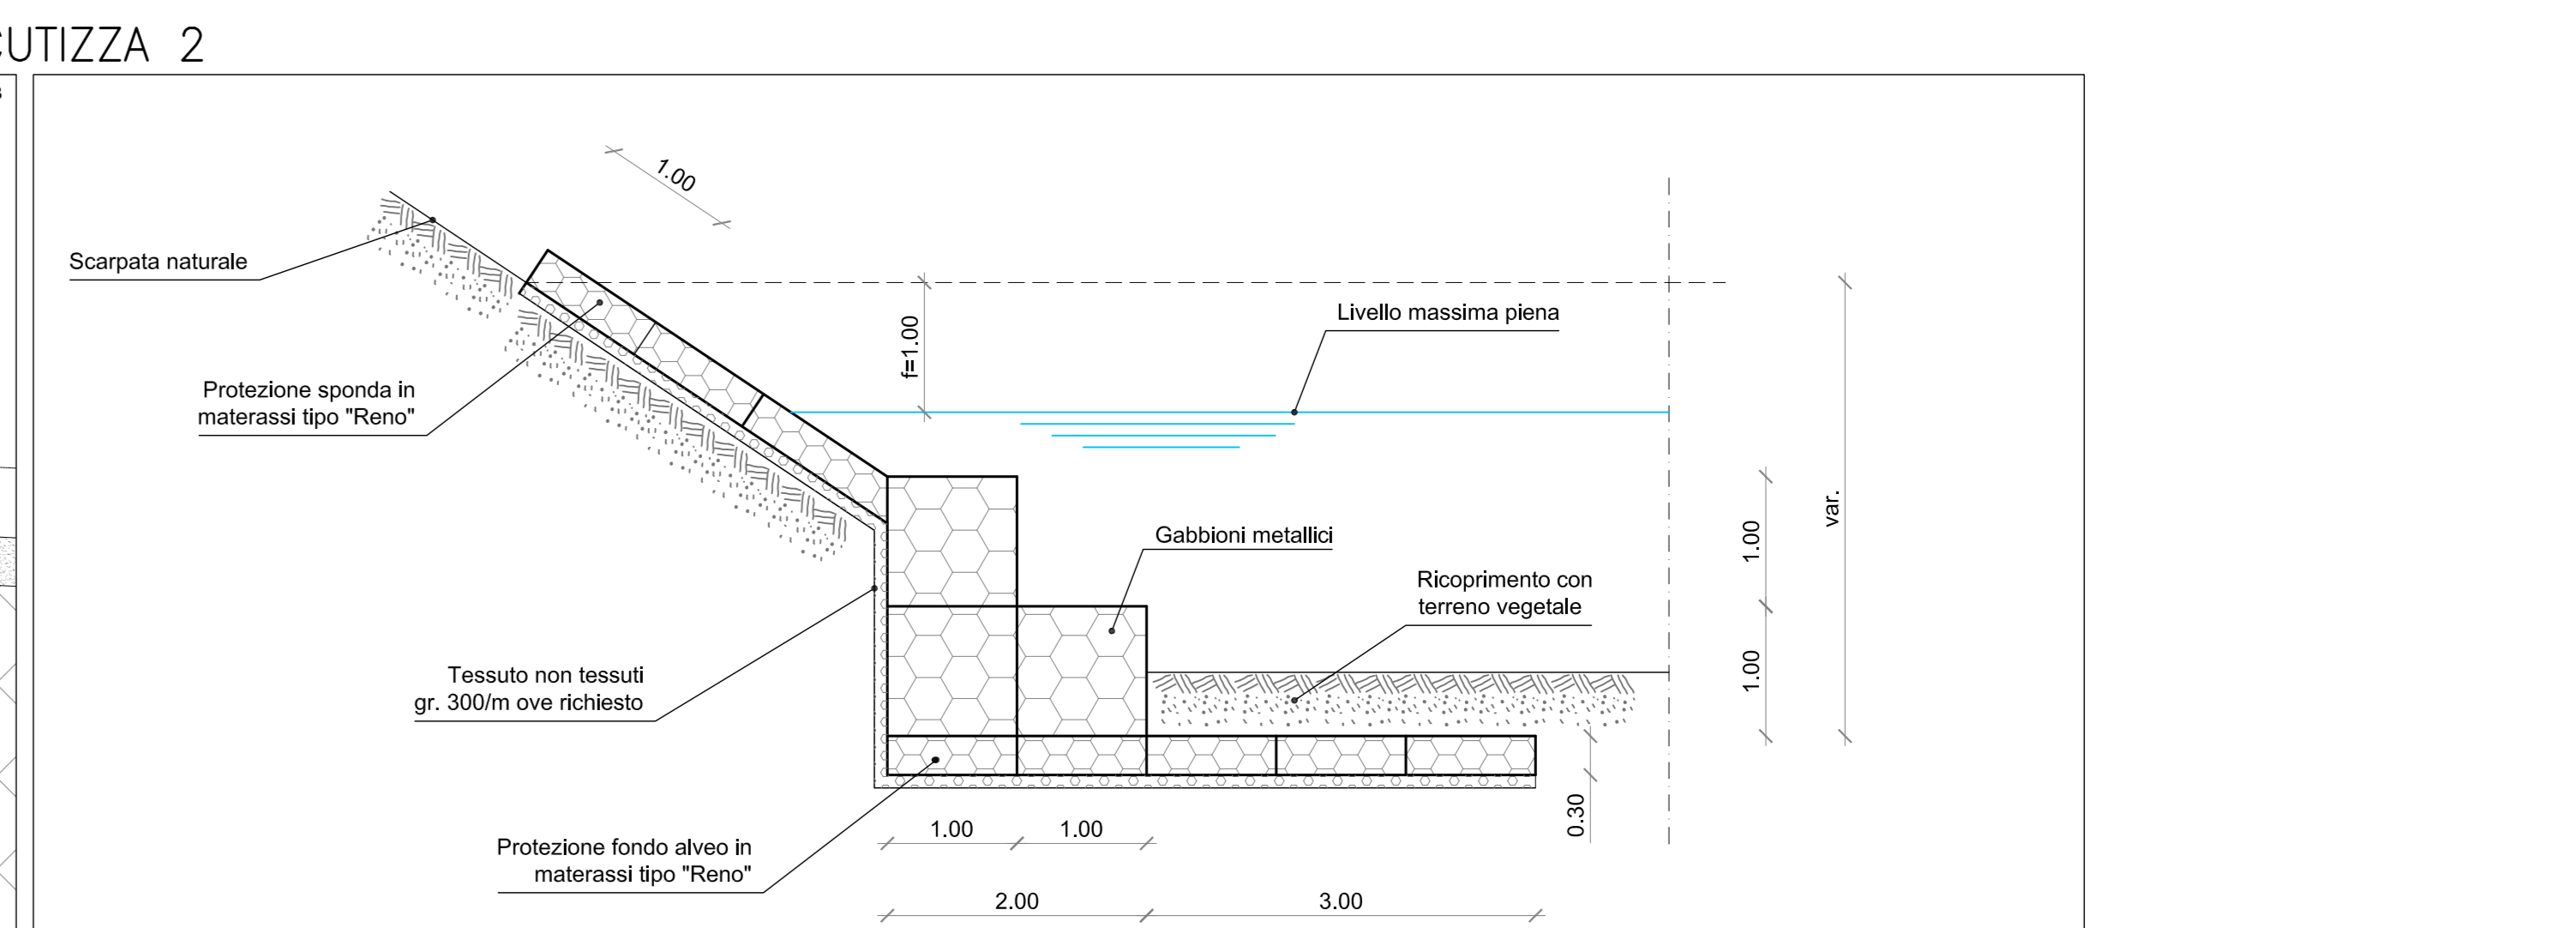 CUTIZZA 2
1.00
Scarpata naturale
f=1.00
Livello massima piena
Protezione sponda in
materassi tipo "Reno"
var.
1.00
Gabbioni metallici
Ricoprimento con
terreno vegetale
1.00
Tessuto non tessuti
gr. 300/m ove richiesto
0.30
1.00 1.00
Protezione fondo alveo in
materassi tipo "Reno"
2.00 3.00